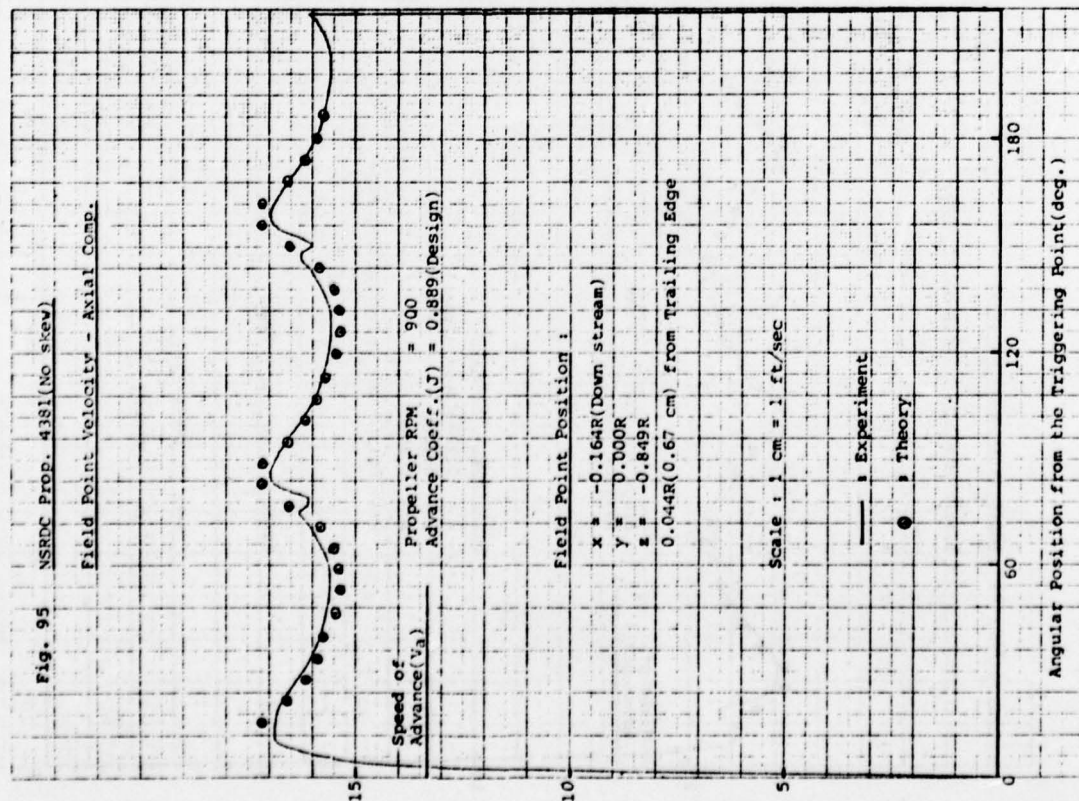 Fig. 95 NSRDC Prop. 4381(No skew)
Field Point Velocity - Axial Comp.
15
Speed of
Advance(Va)
Propeller RPM = 900
Advance Coeff.(J) = 0.889(Design)
10
Field Point Position :
x = -0.164R(Down stream)
y = 0.000R
z = -0.849R
0.044R(0.67 cm) from Trailing Edge
5
Scale : 1 cm = 1 ft/sec
: Experiment
: Theory
0
60
120
180
Angular Position from the Triggering Point(deg.)